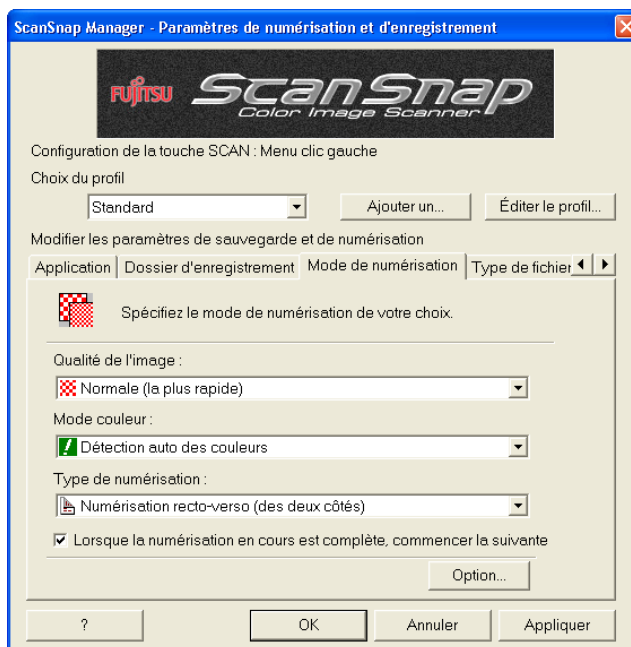 ScanSnap Manager - Paramètres de numérisation et d'enregistrement
FUJITSU ScanSnap
Color Image Scanner
Configuration de la touche SCAN : Menu clic gauche
Choix du profil
Standard Ajouter un... Éditer le profil...
Modifier les paramètres de sauvegarde et de numérisation
Application Dossier d'enregistrement Mode de numérisation Type de fichier
Spécifiez le mode de numérisation de votre choix.
Qualité de l'image :
Normale (la plus rapide)
Mode couleur :
Détection auto des couleurs
Type de numérisation :
Numérisation recto-verso (des deux côtés)
Lorsque la numérisation en cours est complète, commencer la suivante
Option...
? OK Annuler Appliquer